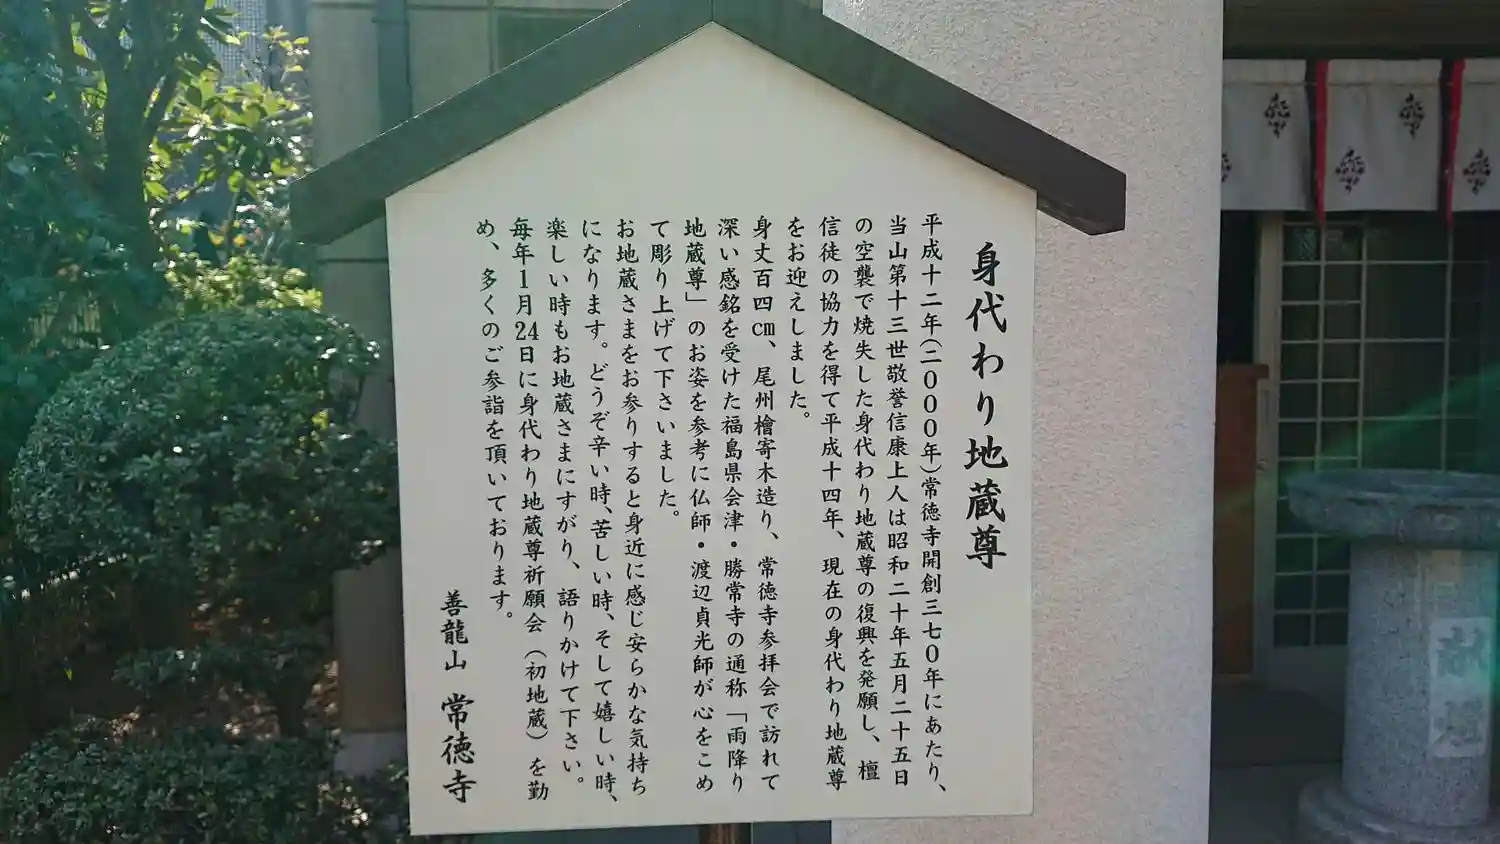 身代わり地蔵尊
平成十二年(二〇〇〇年)常徳寺開創三七〇年にあたり、
当山第十三世敬誉信康上人は昭和二十年五月二十五日
の空襲で焼失した身代わり地蔵尊の復興を発願し、檀
信徒の協力を得て平成十四年、現在の身代わり地蔵尊
をお迎えしました。
身丈百四cm、尾州檜寄木造り、常徳寺参拝会で訪れて
深い感銘を受けた福島県会津・勝常寺の通称「雨降り
地蔵尊」のお姿を参考に仏師・渡辺貞光師が心をこめ
て彫り上げて下さいました。
お地蔵さまをお参りすると身近に感じ安らかな気持ち
になります。どうぞ辛い時、苦しい時、そして嬉しい時、
楽しい時もお地蔵さまにすがり、語りかけて下さい。
毎年1月24日に身代わり地蔵尊祈願会(初地蔵)を勤
め、多くのご参詣を頂いております。
善龍山 常徳寺